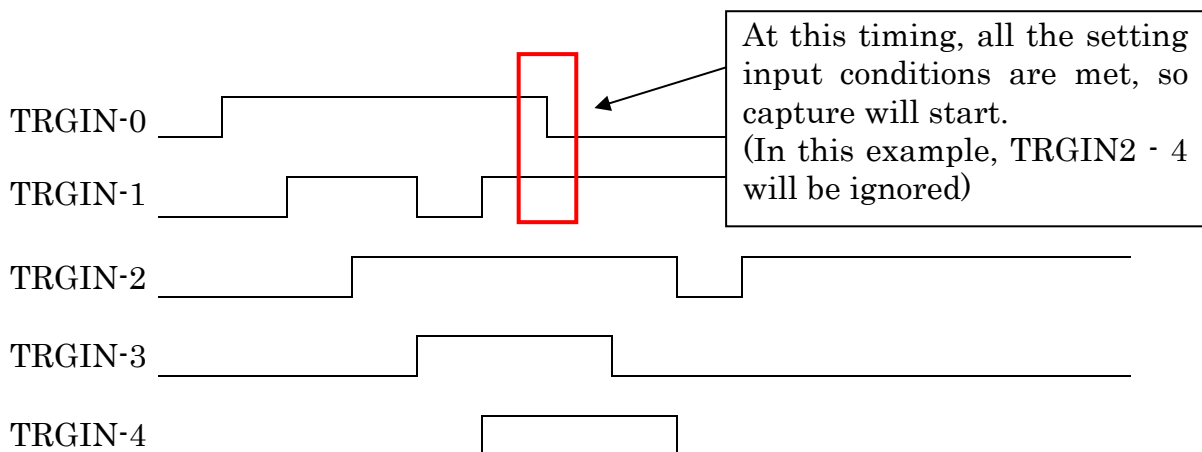 At this timing, all the setting
input conditions are met, so
capture will start.
(In this example, TRGIN2 - 4
will be ignored)
TRGIN-0
TRGIN-1
TRGIN-2
TRGIN-3
TRGIN-4